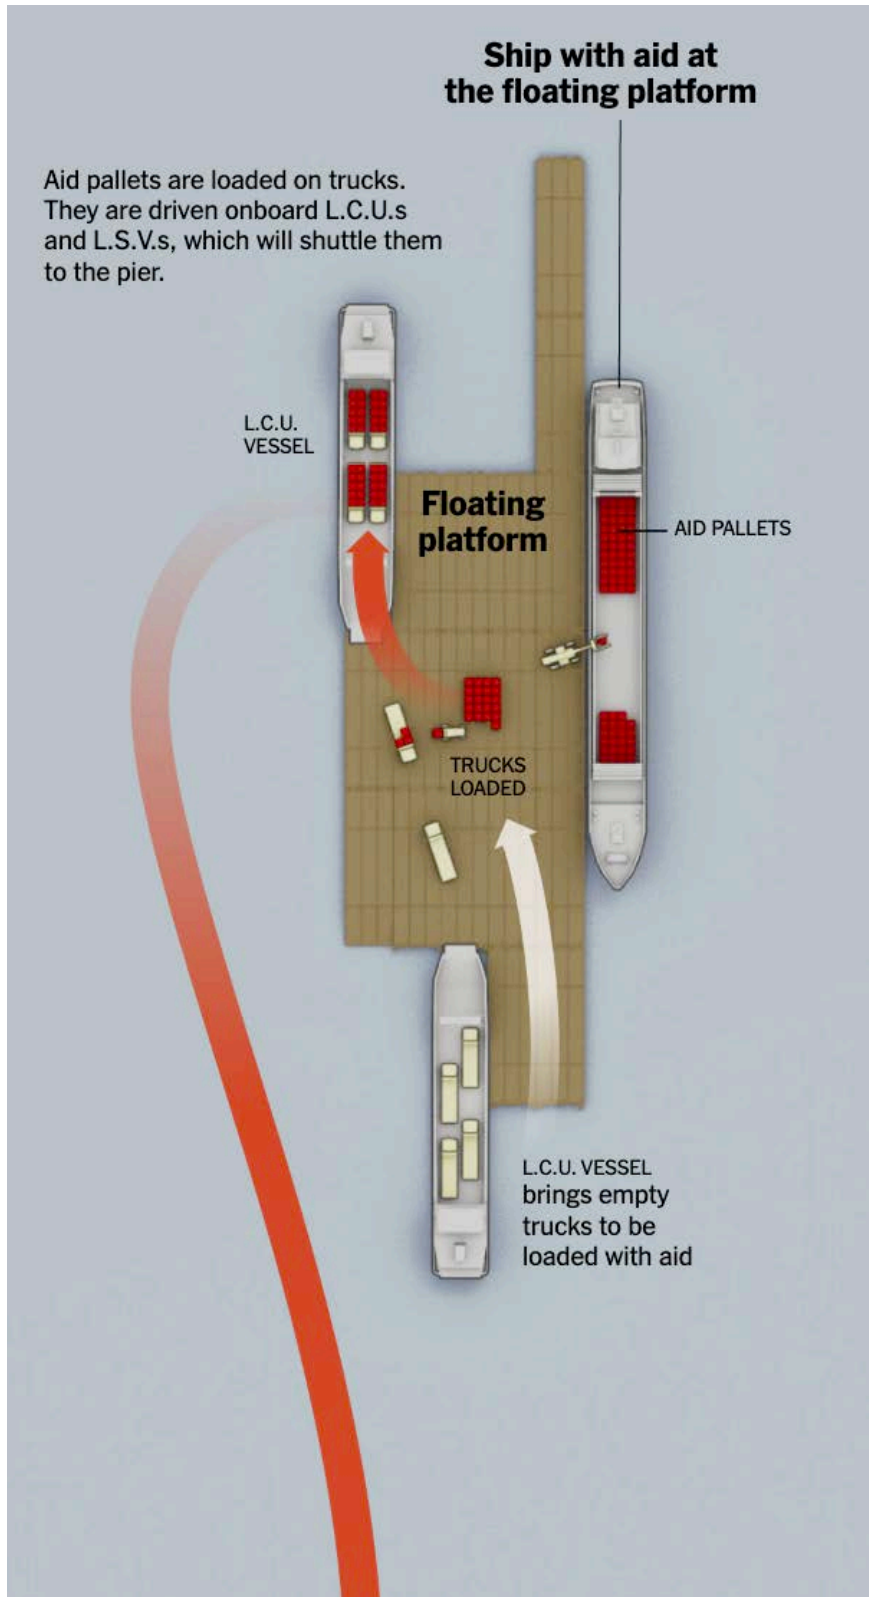 Ship with aid at
the floating platform
Aid pallets are loaded on trucks.
They are driven onboard L.C.U.s
and L.S.V.s, which will shuttle them
to the pier.
L.C.U.
VESSEL
Floating
platform
AID PALLETS
TRUCKS
LOADED
L.C.U. VESSEL
brings empty
trucks to be
loaded with aid